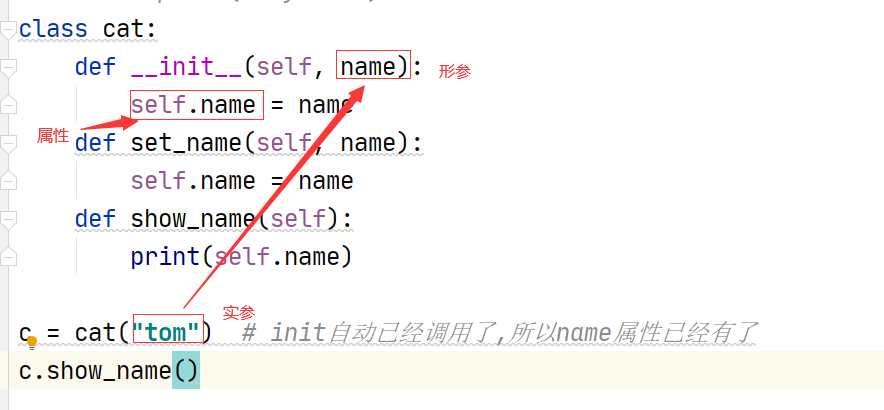 class cat:
def __init__(self, name): 形参
self.name = name
属性
def set_name(self, name):
self.name = name
def show_name(self):
print(self.name)
实参
c = cat("tom") # init自动已经调用了,所以name属性已经有了
c.show_name()